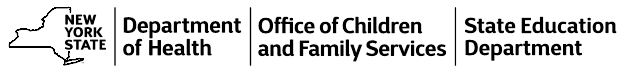 NEW
YORK
STATE
Department
of Health
Office of Children
and Family Services
State Education
Department